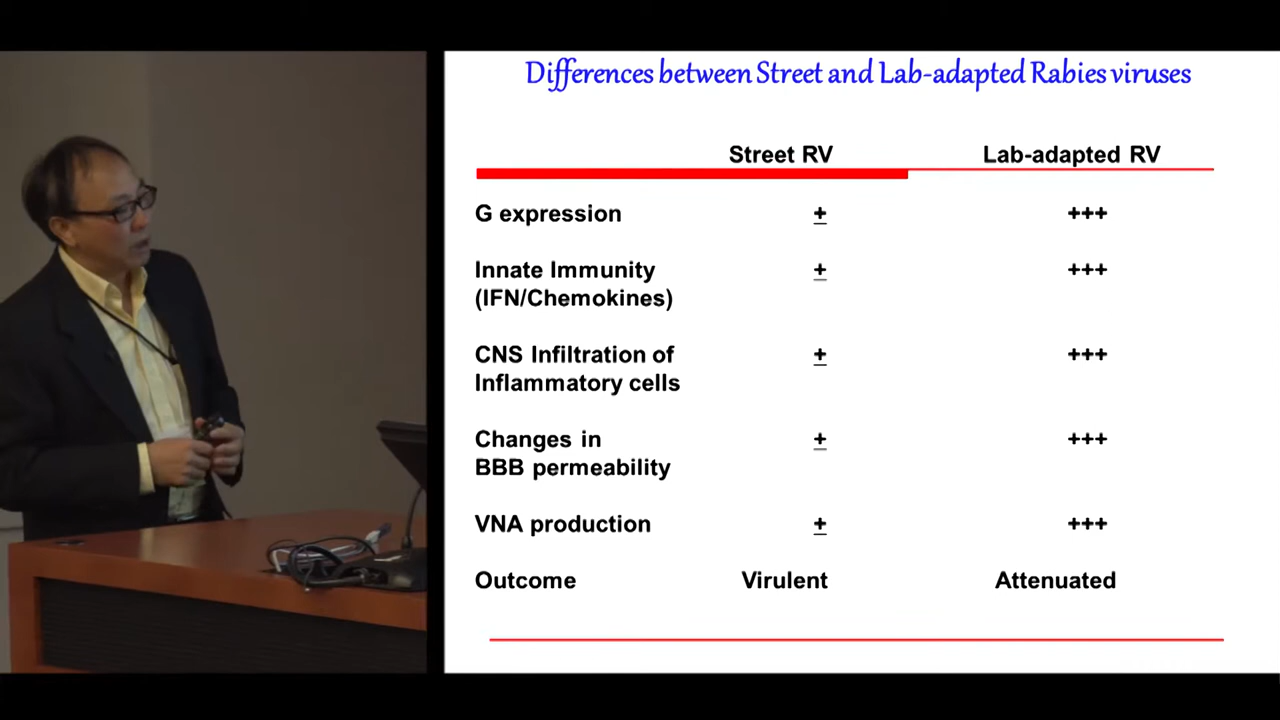 Differences between Street and Lab-adapted Rabies viruses
Street RV Lab-adapted RV
G expression ± +++
Innate Immunity ± +++
(IFN/Chemokines)
CNS Infiltration of ± +++
Inflammatory cells
Changes in ± +++
BBB permeability
VNA production ± +++
Outcome Virulent Attenuated